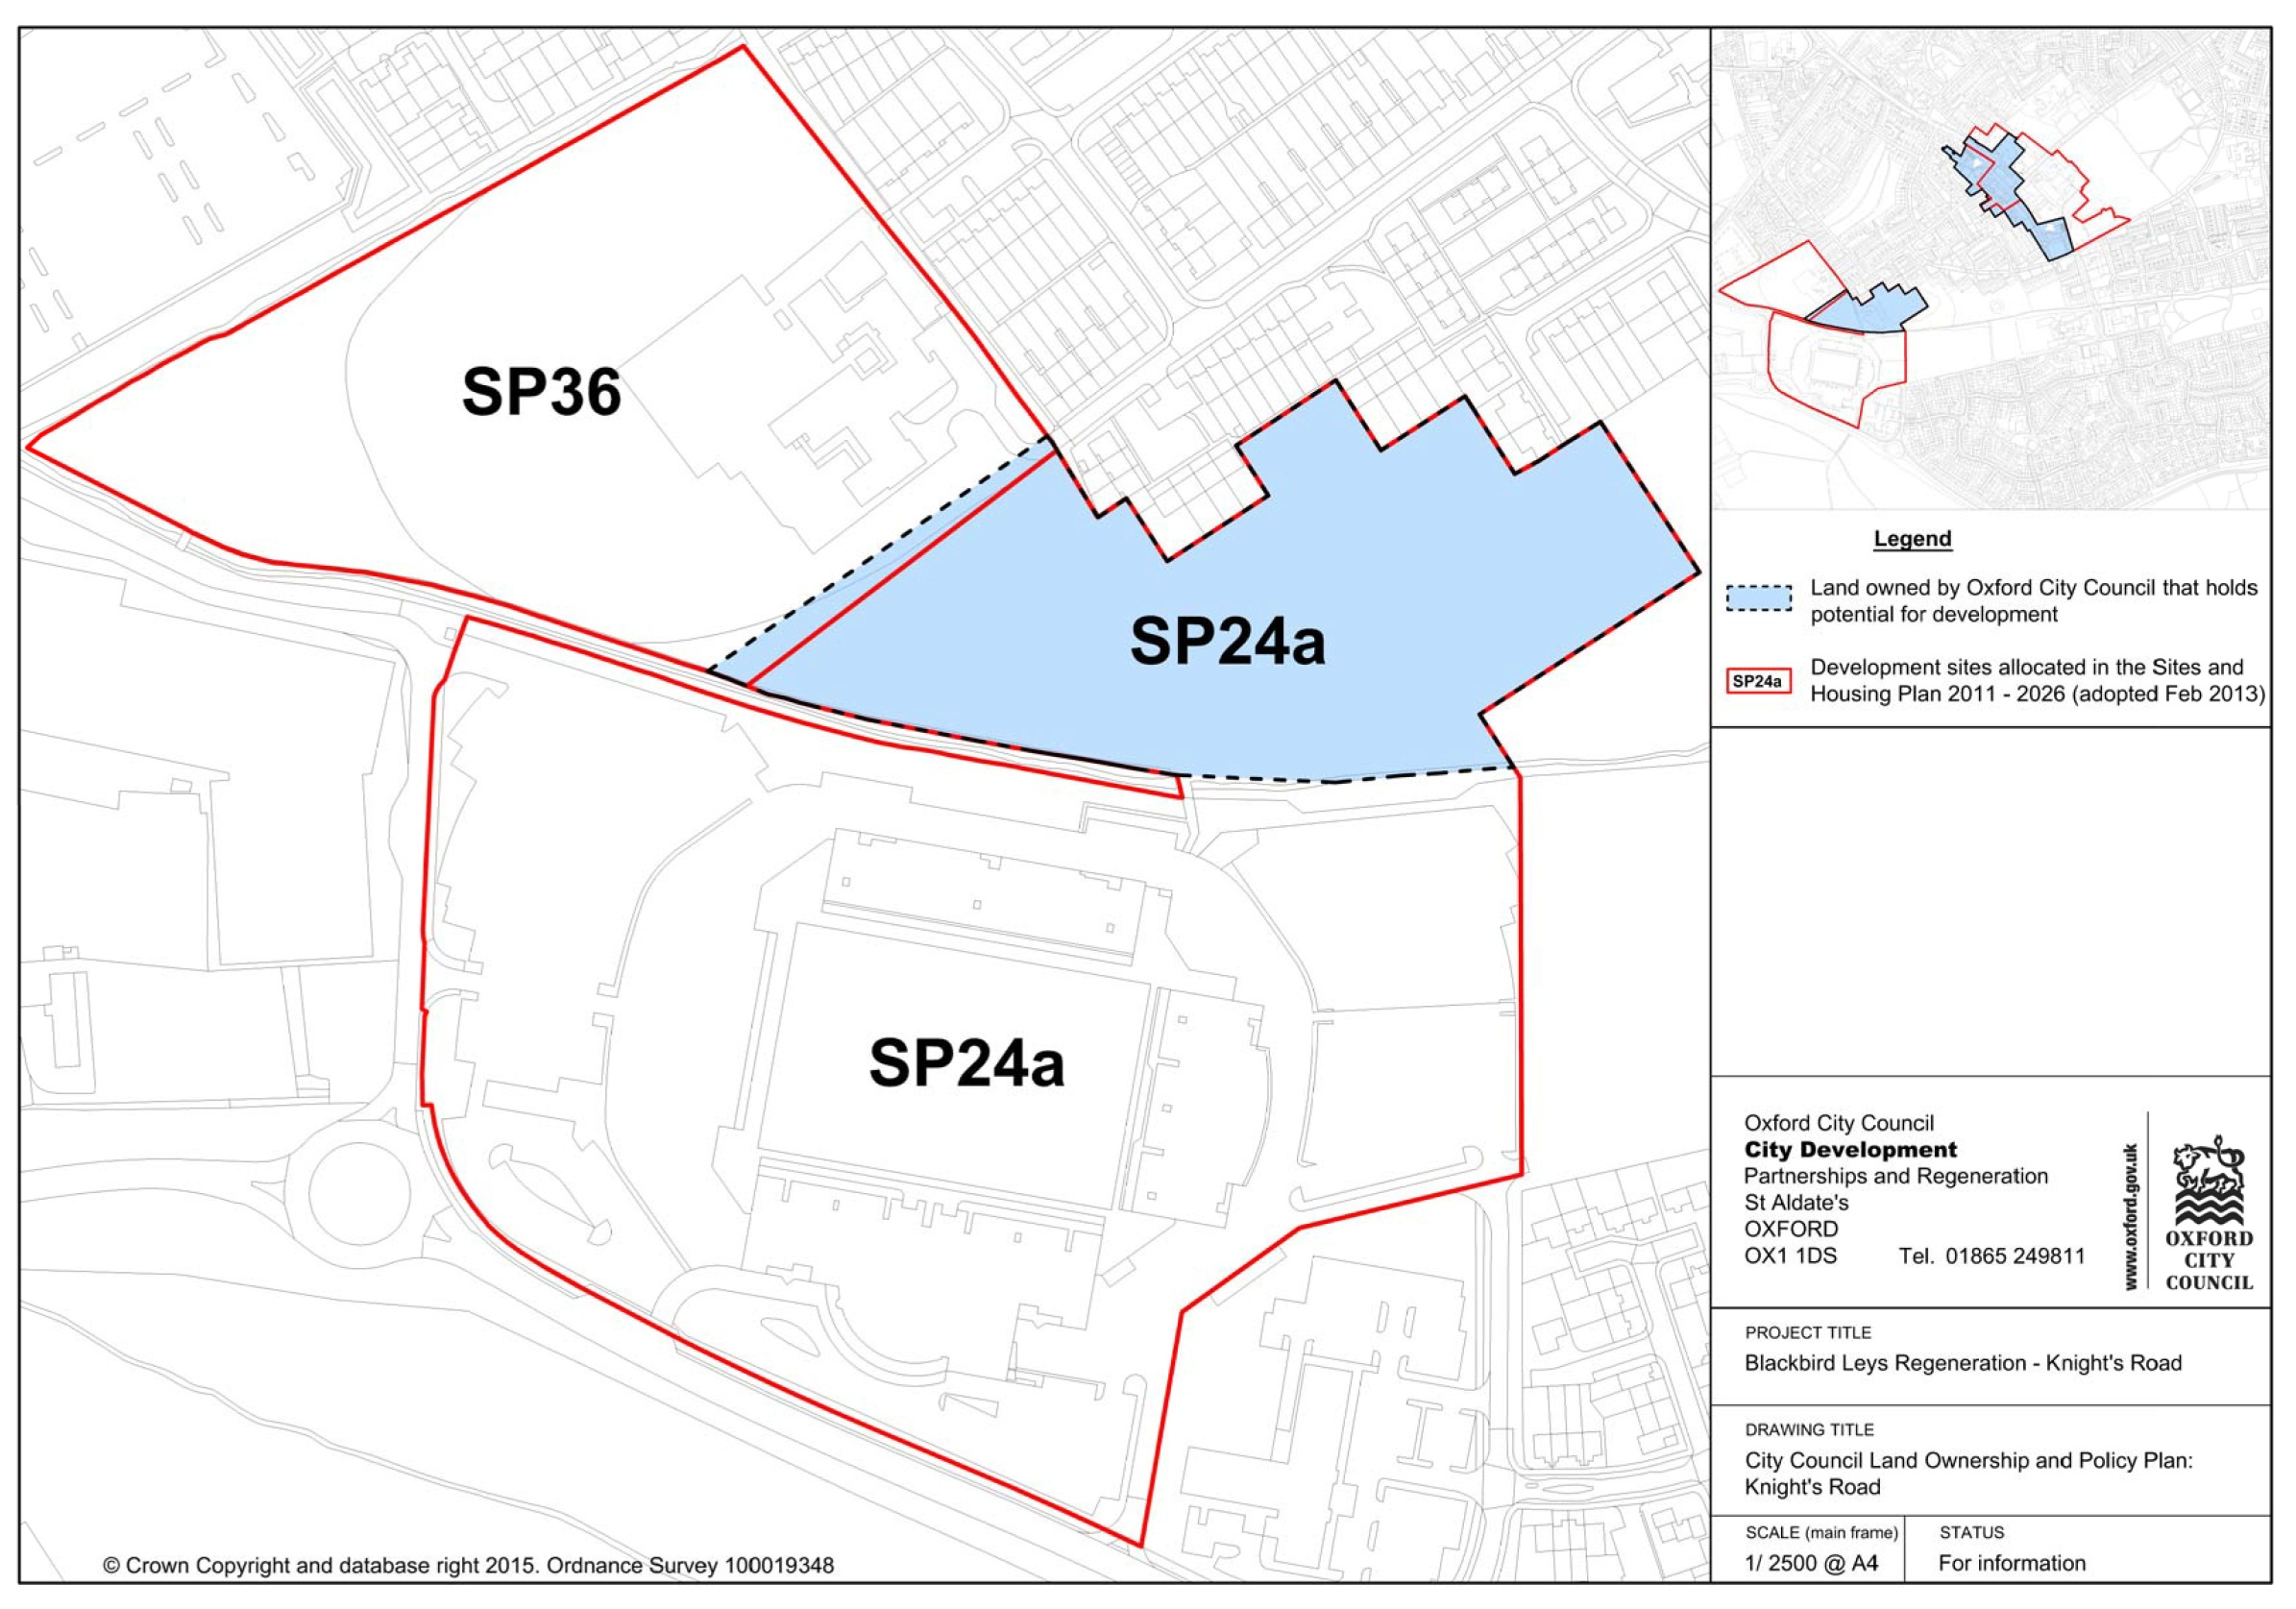 SP36
SP24a
SP24a
© Crown Copyright and database right 2015. Ordnance Survey 100019348
Legend
Land owned by Oxford City Council that holds
potential for development
SP24a
Development sites allocated in the Sites and
Housing Plan 2011 - 2026 (adopted Feb 2013)
Oxford City Council
City Development
Partnerships and Regeneration
St Aldate's
OXFORD
OX1 1DS Tel. 01865 249811
www.oxford.gov.uk
OXFORD
CITY
COUNCIL
PROJECT TITLE
Blackbird Leys Regeneration - Knight's Road
DRAWING TITLE
City Council Land Ownership and Policy Plan:
Knight's Road
SCALE (main frame)
1/ 2500 @ A4
STATUS
For information